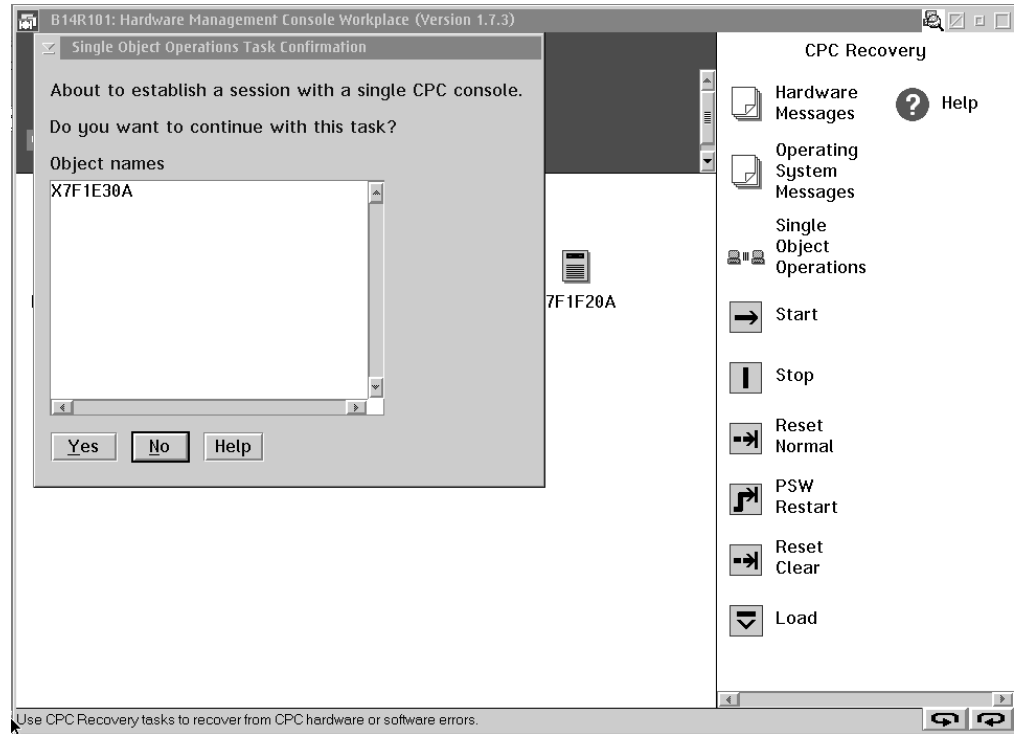 B14R101: Hardware Management Console Workplace (Version 1.7.3)
Single Object Operations Task Confirmation
About to establish a session with a single CPC console.
Do you want to continue with this task?
Object names
X7F1E30A
Yes
No
Help
7F1F20A
CPC Recovery
Hardware
Messages
Help
Operating
System
Messages
Single
Object
Operations
Start
Stop
Reset
Normal
PSW
Restart
Reset
Clear
Load
Use CPC Recovery tasks to recover from CPC hardware or software errors.